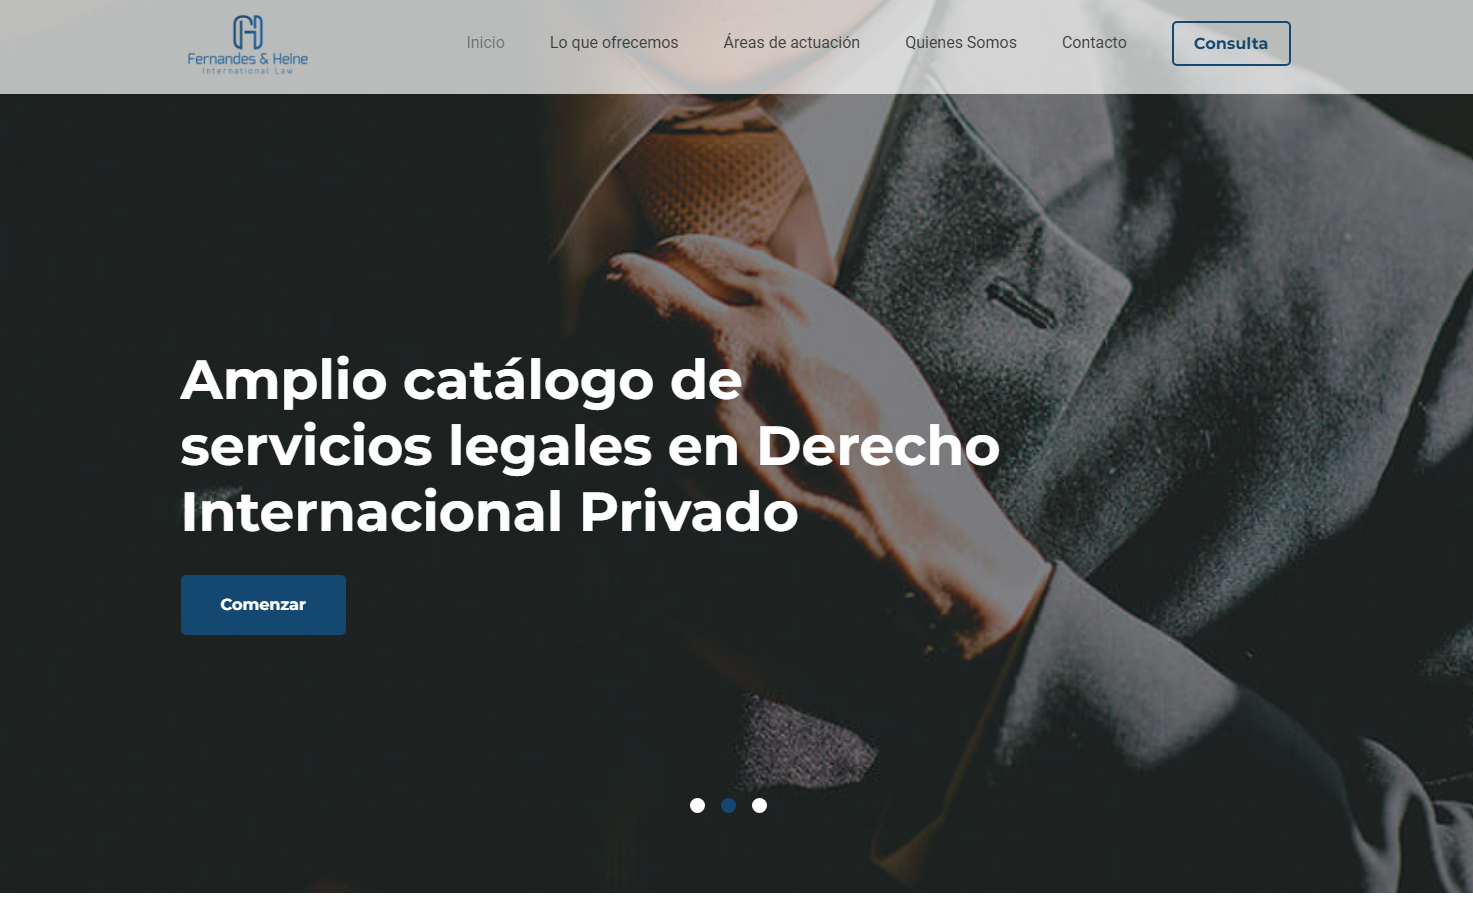 Fernandes & Heine
International Law
Inicio
Lo que ofrecemos
Áreas de actuación
Quienes Somos
Contacto
Consulta
Amplio catálogo de
servicios legales en Derecho
Internacional Privado
Comenzar